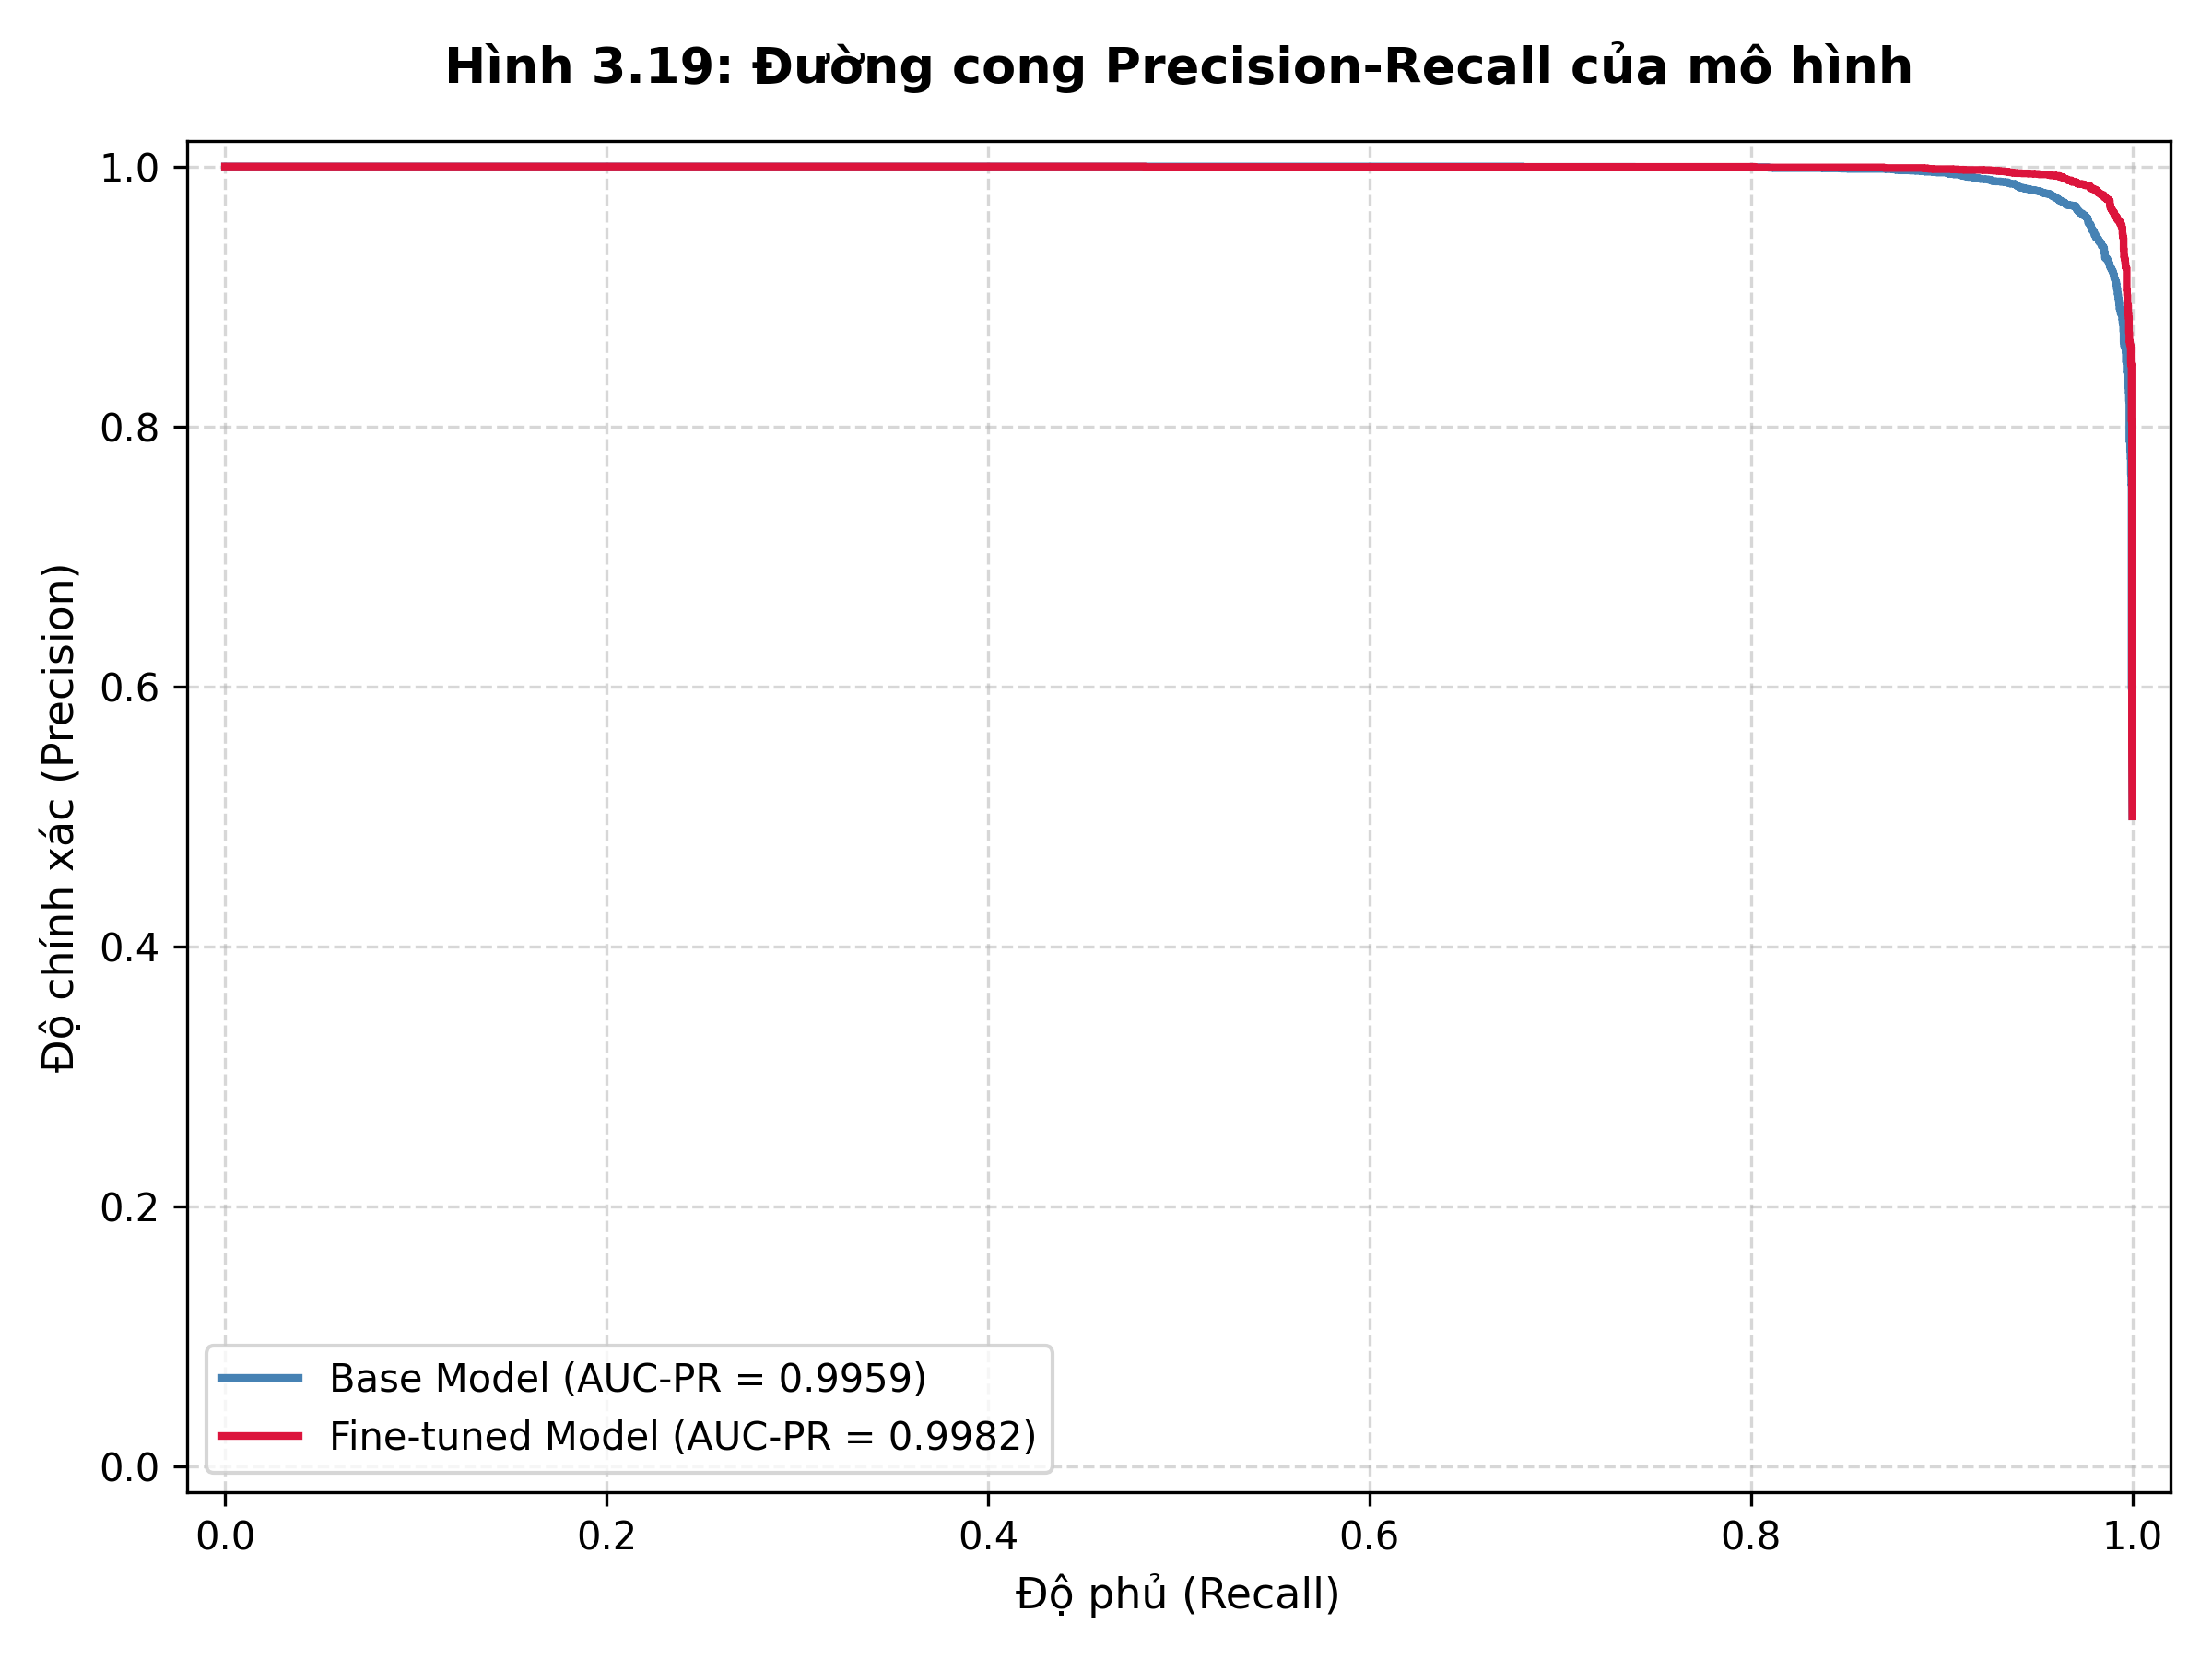 Hình 3.19: Đường cong Precision-Recall của mô hình
1.0
0.8
0.6
0.4
0.2
0.0
Độ chính xác (Precision)
Base Model (AUC-PR = 0.9959)
Fine-tuned Model (AUC-PR = 0.9982)
0.0 0.2 0.4 0.6 0.8 1.0
Độ phủ (Recall)